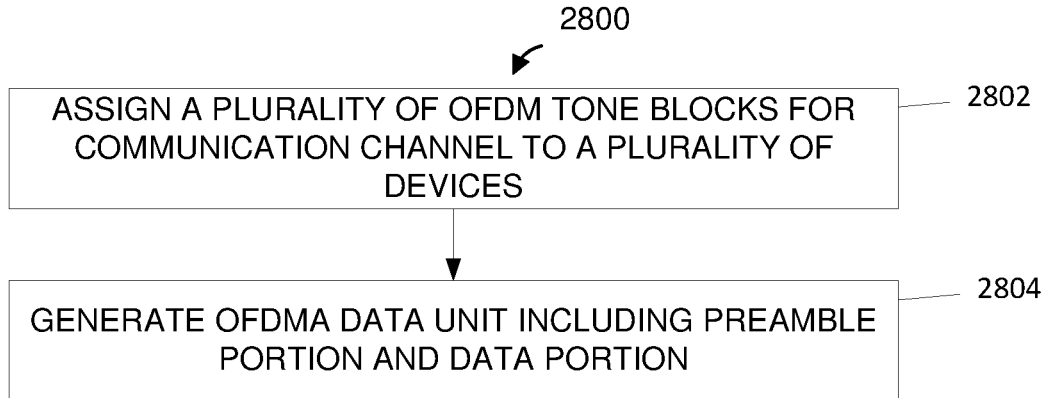 2800
ASSIGN A PLURALITY OF OFDM TONE BLOCKS FOR
COMMUNICATION CHANNEL TO A PLURALITY OF
DEVICES
2802
GENERATE OFDMA DATA UNIT INCLUDING PREAMBLE
PORTION AND DATA PORTION
2804